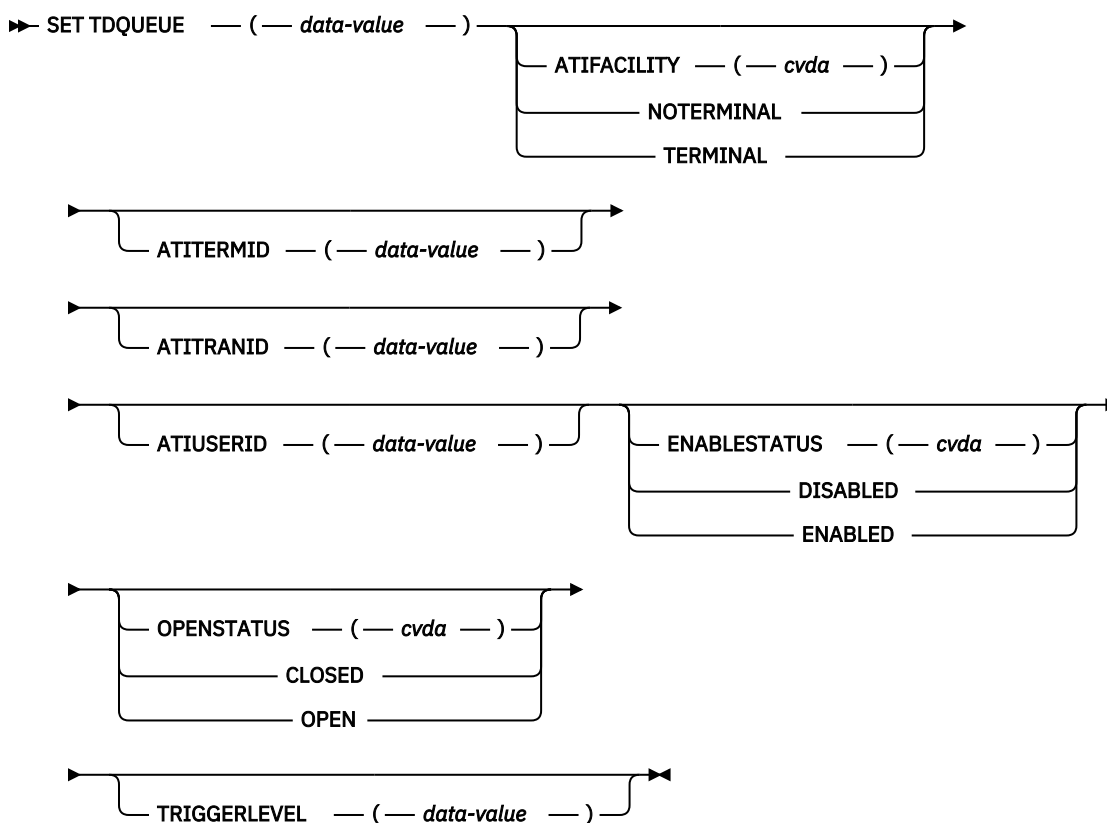 SET TDQUEUE ( data-value )
ATIFACILITY ( cvda )
NOTERMINAL
TERMINAL
ATITERMID ( data-value )
ATITRANID ( data-value )
ATIUSERID ( data-value )
ENABLESTATUS ( cvda )
DISABLED
ENABLED
OPENSTATUS ( cvda )
CLOSED
OPEN
TRIGGERLEVEL ( data-value )